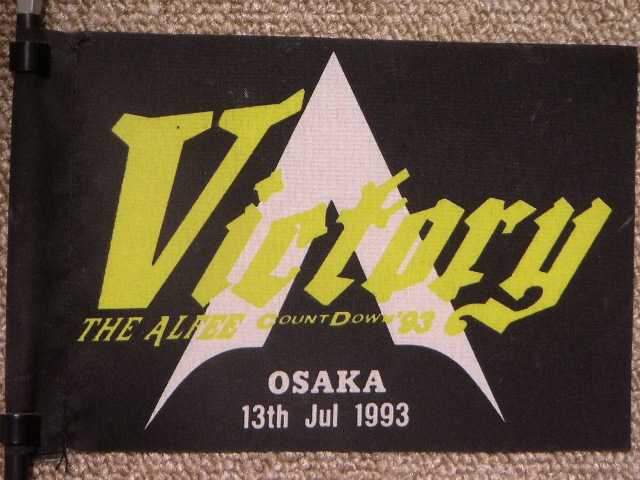 Victory
THE ALFEE COUNTDOWN'93
OSAKA
13th Jul 1993